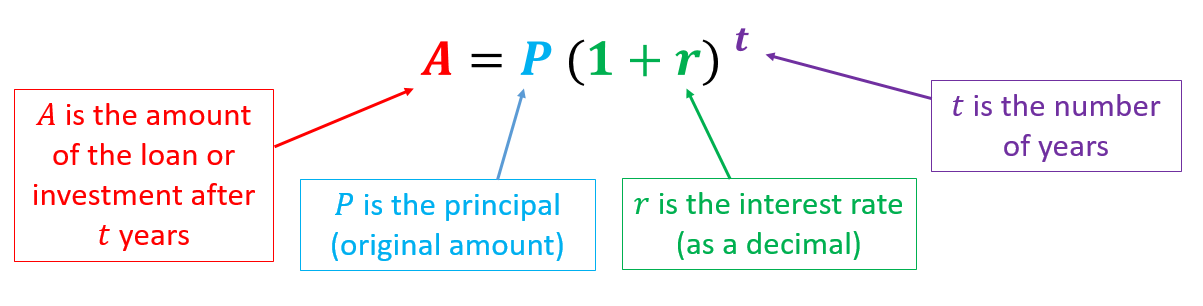 A = P (1 + r) t
A is the amount
of the loan or
investment after
t years
P is the principal
(original amount)
r is the interest rate
(as a decimal)
t is the number
of years